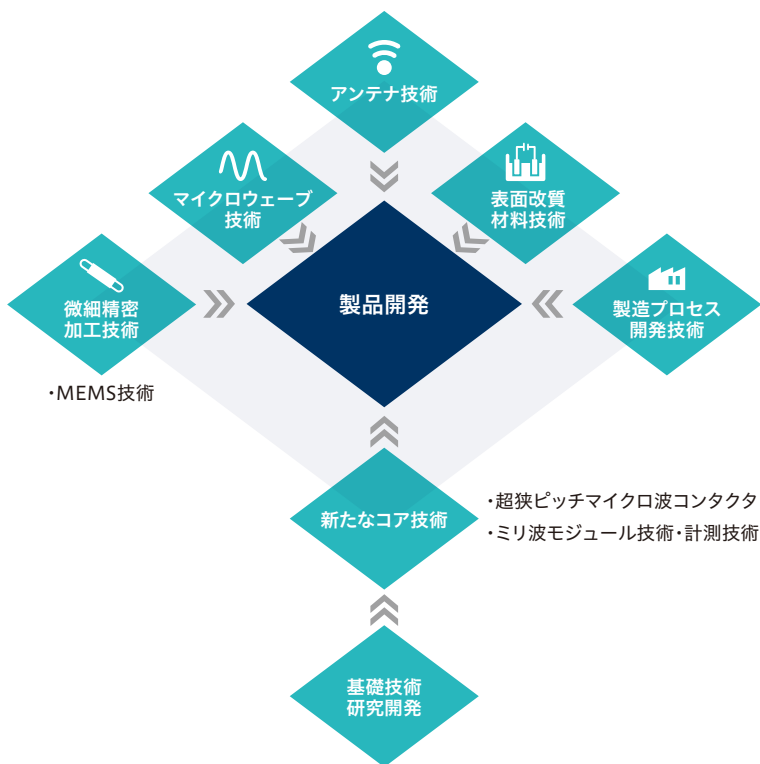 アンテナ技術
マイクロウェーブ
技術
表面改質
材料技術
微細精密
加工技術
製品開発
製造プロセス
開発技術
・MEMS技術
新たなコア技術
・超狭ピッチマイクロ波コンタクタ
・ミリ波モジュール技術・計測技術
基礎技術
研究開発